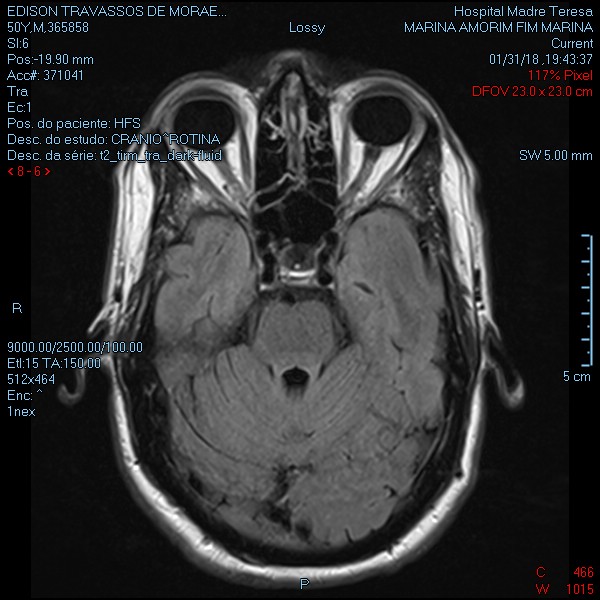 EDISON TRAVASSOS DE MORAE...
50Y,M,365858
Sl:6
Pos:-19.90 mm
Acc#: 371041
Tra
Ec:1
Pos. do paciente: HFS
Desc. do estudo: CRANIO^ROTINA
Desc. da série: t2_tirm_tra_dark-fluid
< 8 - 6 >
Lossy
Hospital Madre Teresa
MARINA AMORIM FIM MARINA
Current
01/31/18 ,19:43:37
117% Pixel
DFOV 23.0 x 23.0 cm
SW 5.00 mm
R
9000.00/2500.00/100.00
Etl:15 TA:150.00
512x464
Enc: ^
1nex
5 cm
P
C 466
W 1015